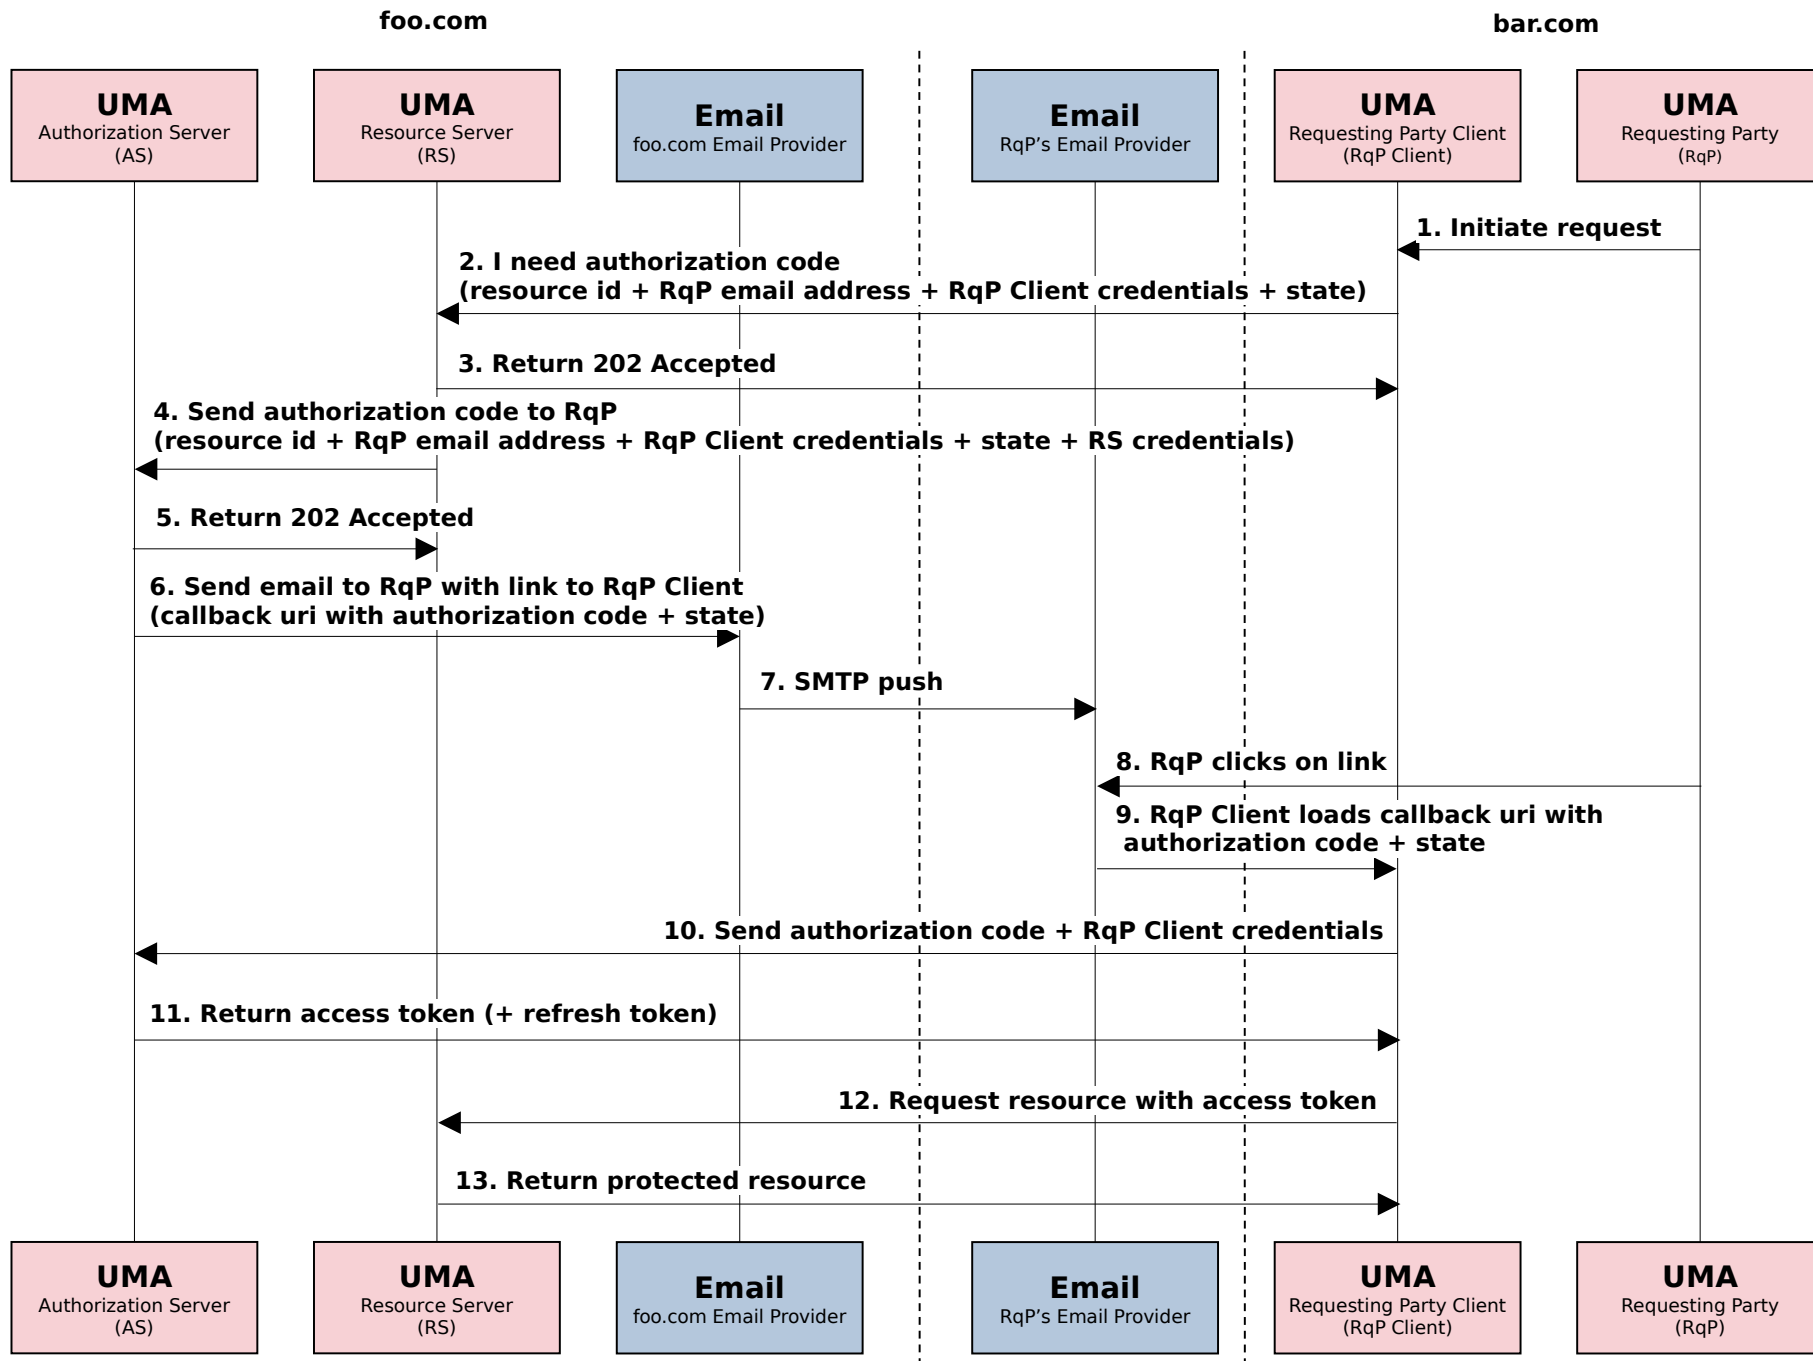 foo.com
bar.com
UMA
Authorization Server
(AS)
UMA
Resource Server
(RS)
Email
foo.com Email Provider
Email
RqP’s Email Provider
UMA
Requesting Party Client
(RqP Client)
UMA
Requesting Party
(RqP)
1. Initiate request
2. I need authorization code
(resource id + RqP email address + RqP Client credentials + state)
3. Return 202 Accepted
4. Send authorization code to RqP
(resource id + RqP email address + RqP Client credentials + state + RS credentials)
5. Return 202 Accepted
6. Send email to RqP with link to RqP Client
(callback uri with authorization code + state)
7. SMTP push
8. RqP clicks on link
9. RqP Client loads callback uri with
authorization code + state
10. Send authorization code + RqP Client credentials
11. Return access token (+ refresh token)
12. Request resource with access token
13. Return protected resource
UMA
Authorization Server
(AS)
UMA
Resource Server
(RS)
Email
foo.com Email Provider
Email
RqP’s Email Provider
UMA
Requesting Party Client
(RqP Client)
UMA
Requesting Party
(RqP)